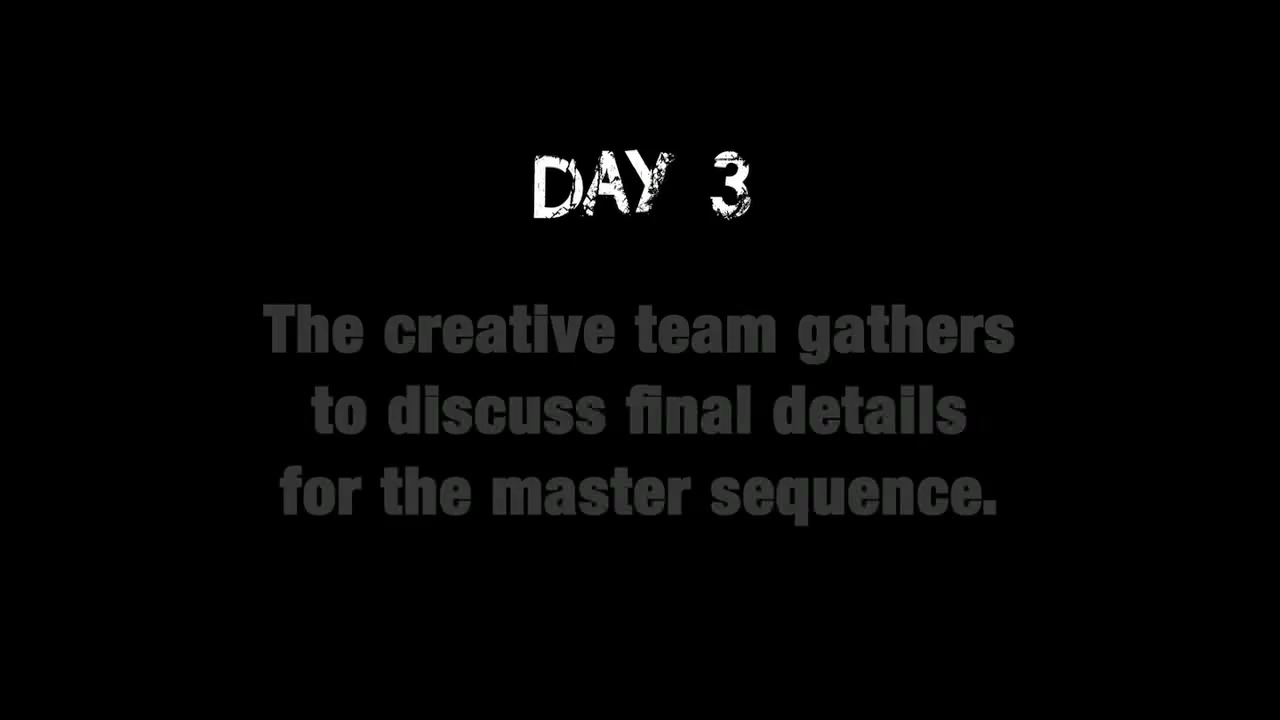 DAY 3
The creative team gathers
to discuss final details
for the master sequence.